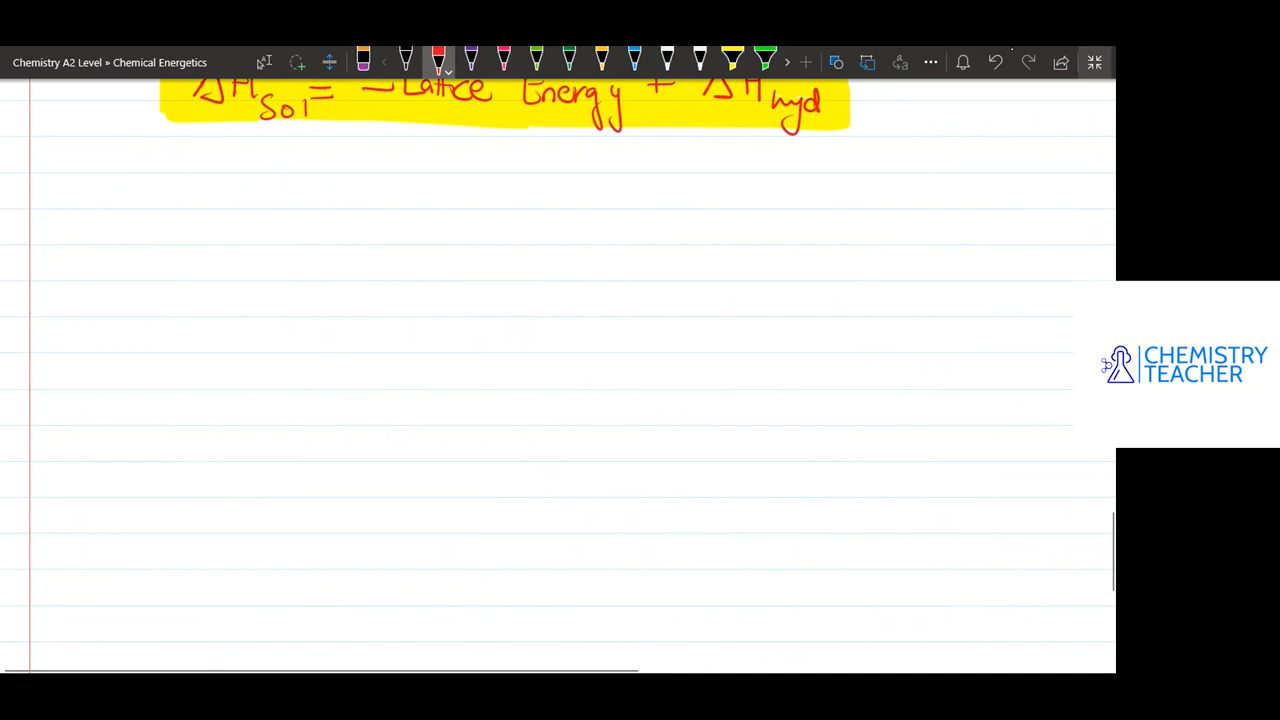 Chemistry A2 Level » Chemical Energetics
ΔH sol = - Lattice Energy + ΔH hyd
CHEMISTRY
TEACHER